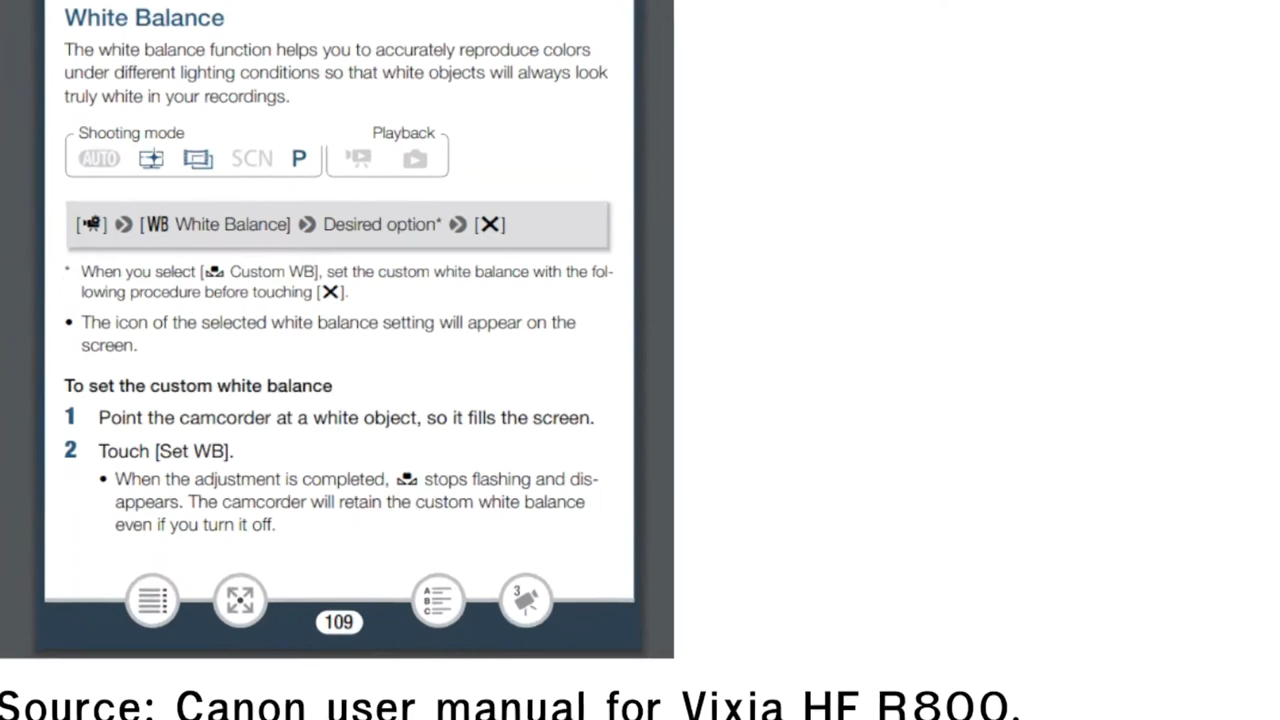 White Balance
The white balance function helps you to accurately reproduce colors
under different lighting conditions so that white objects will always look
truly white in your recordings.
Shooting mode Playback
AUTO SCN P
[ ] [WB White Balance] Desired option* [X]
* When you select [ Custom WB], set the custom white balance with the fol-
lowing procedure before touching [X].
• The icon of the selected white balance setting will appear on the
screen.
To set the custom white balance
1 Point the camcorder at a white object, so it fills the screen.
2 Touch [Set WB].
• When the adjustment is completed, stops flashing and dis-
appears. The camcorder will retain the custom white balance
even if you turn it off.
A B C 3
109
Source: Canon user manual for Vixia HF R800.